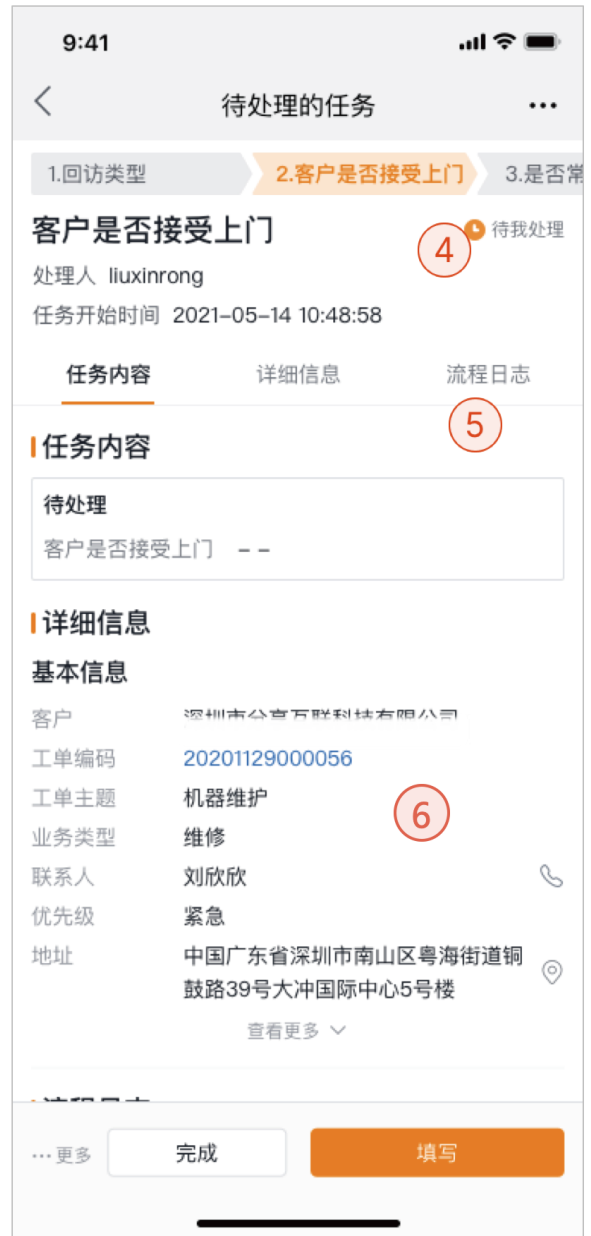 9:41
待处理的任务
1.回访类型 2.客户是否接受上门 3.是否常
客户是否接受上门 ④ 待我处理
处理人 liuxinrong
任务开始时间 2021-05-14 10:48:58
任务内容 详细信息 流程日志
⑤
任务内容
待处理
客户是否接受上门 --
详细信息
基本信息
客户
工单编码 20201129000056
工单主题 机器维护 ⑥
业务类型 维修
联系人 刘欣欣
优先级 紧急
地址 中国广东省深圳市南山区粤海街道铜
鼓路39号大冲国际中心5号楼
查看更多
流程日志
··· 更多 完成 填写